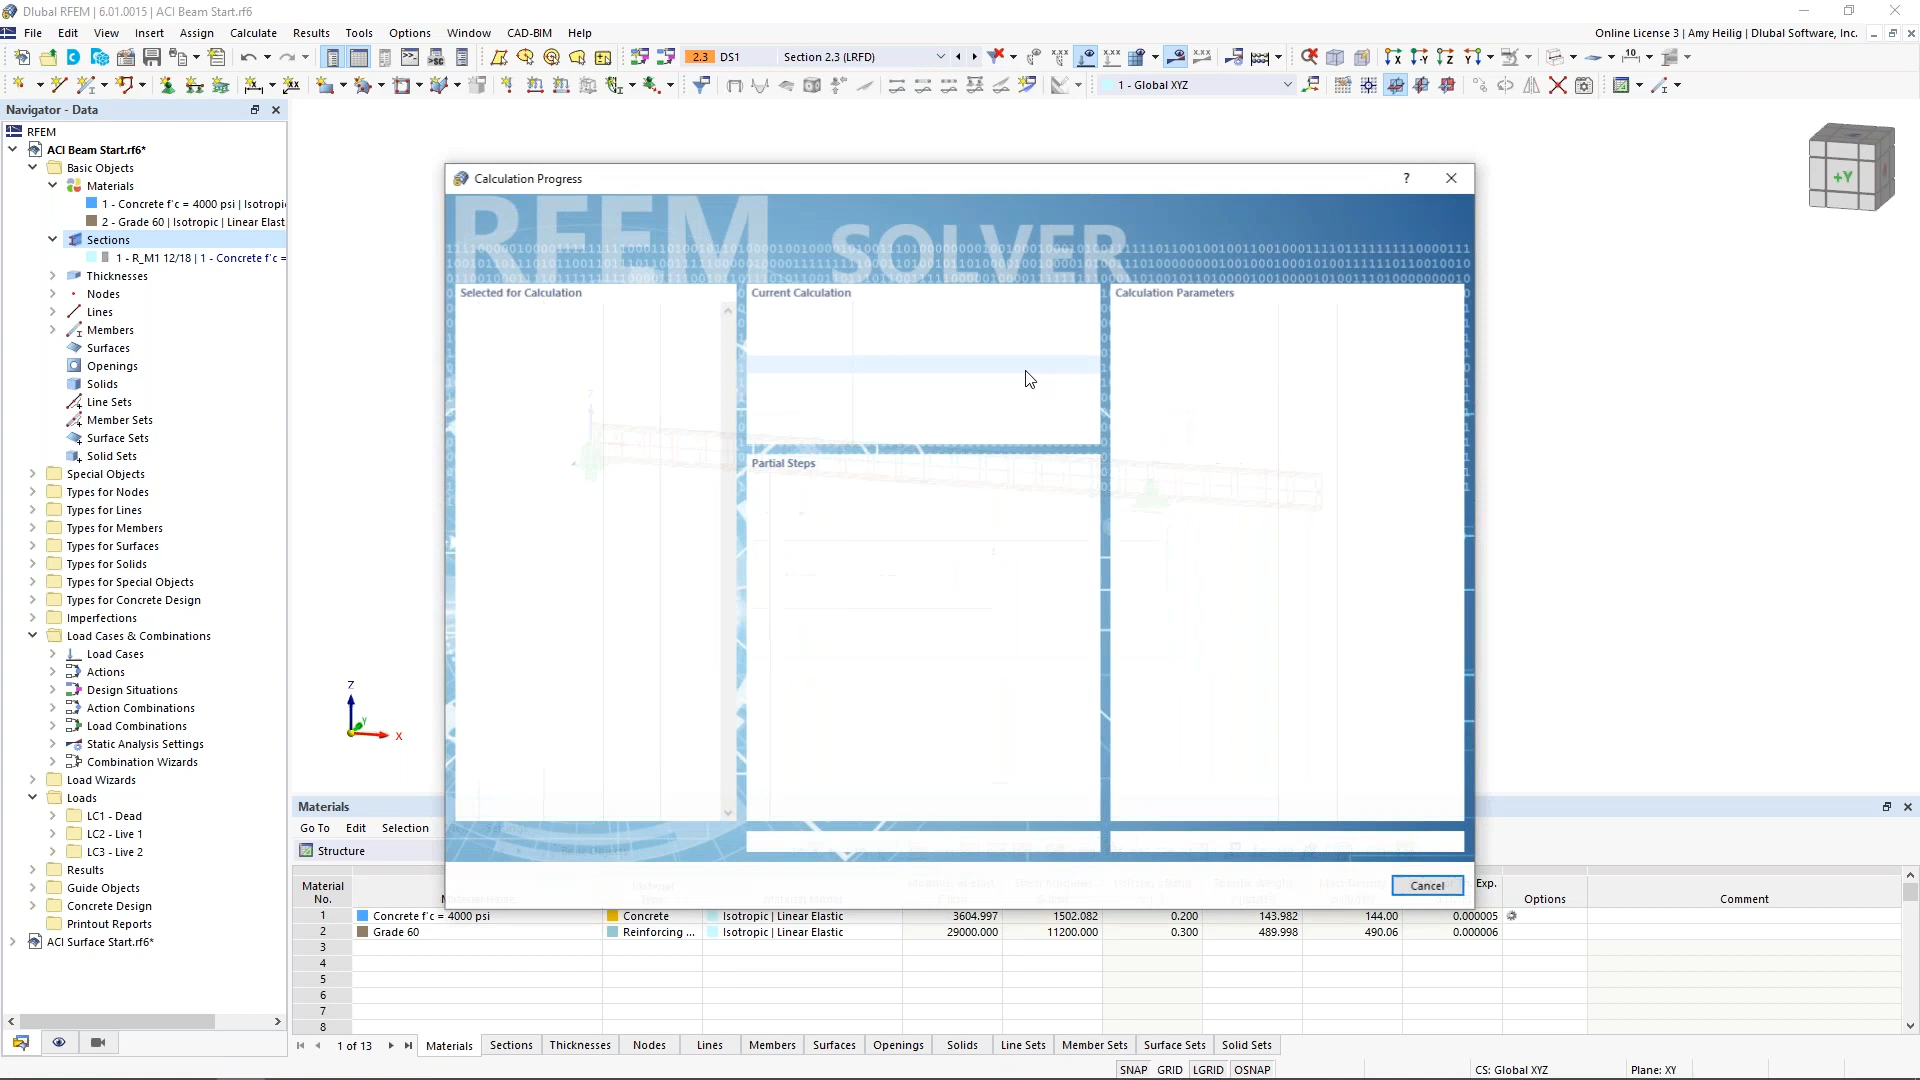 Dlubal RFEM | 6.01.0015 | ACI Beam Start.rf6
File Edit View Insert Assign Calculate Results Tools Options Window CAD-BIM Help
Online License 3 | Amy Heilig | Dlubal Software, Inc.
2.3 DS1 Section 2.3 (LRFD)
1 - Global XYZ
Navigator - Data
RFEM
ACI Beam Start.rf6*
Basic Objects
Materials
1 - Concrete f'c = 4000 psi | Isotropi
2 - Grade 60 | Isotropic | Linear Elast
Sections
1 - R_M1 12/18 | 1 - Concrete f'c =
Thicknesses
Nodes
Lines
Members
Surfaces
Openings
Solids
Line Sets
Member Sets
Surface Sets
Solid Sets
Special Objects
Types for Nodes
Types for Lines
Types for Members
Types for Surfaces
Types for Solids
Types for Special Objects
Types for Concrete Design
Imperfections
Load Cases & Combinations
Load Cases
Actions
Design Situations
Action Combinations
Load Combinations
Static Analysis Settings
Combination Wizards
Load Wizards
Loads
LC1 - Dead
LC2 - Live 1
LC3 - Live 2
Results
Guide Objects
Concrete Design
Printout Reports
ACI Surface Start.rf6*
+Y
Z
Y
X
Calculation Progress
?
RFEM SOLVER
Selected for Calculation
Current Calculation
Calculation Parameters
Partial Steps
Cancel
Materials
Go To Edit Selection
Structure
Material No.
Exp.
Options
Comment
1 Concrete f'c = 4000 psi Concrete Isotropic | Linear Elastic 3604.997 1502.082 0.200 143.982 144.00 0.000005
2 Grade 60 Reinforcing ... Isotropic | Linear Elastic 29000.000 11200.000 0.300 489.998 490.06 0.000006
3
4
5
6
7
8
1 of 13 Materials Sections Thicknesses Nodes Lines Members Surfaces Openings Solids Line Sets Member Sets Surface Sets Solid Sets
SNAP GRID LGRID OSNAP
CS: Global XYZ
Plane: XY